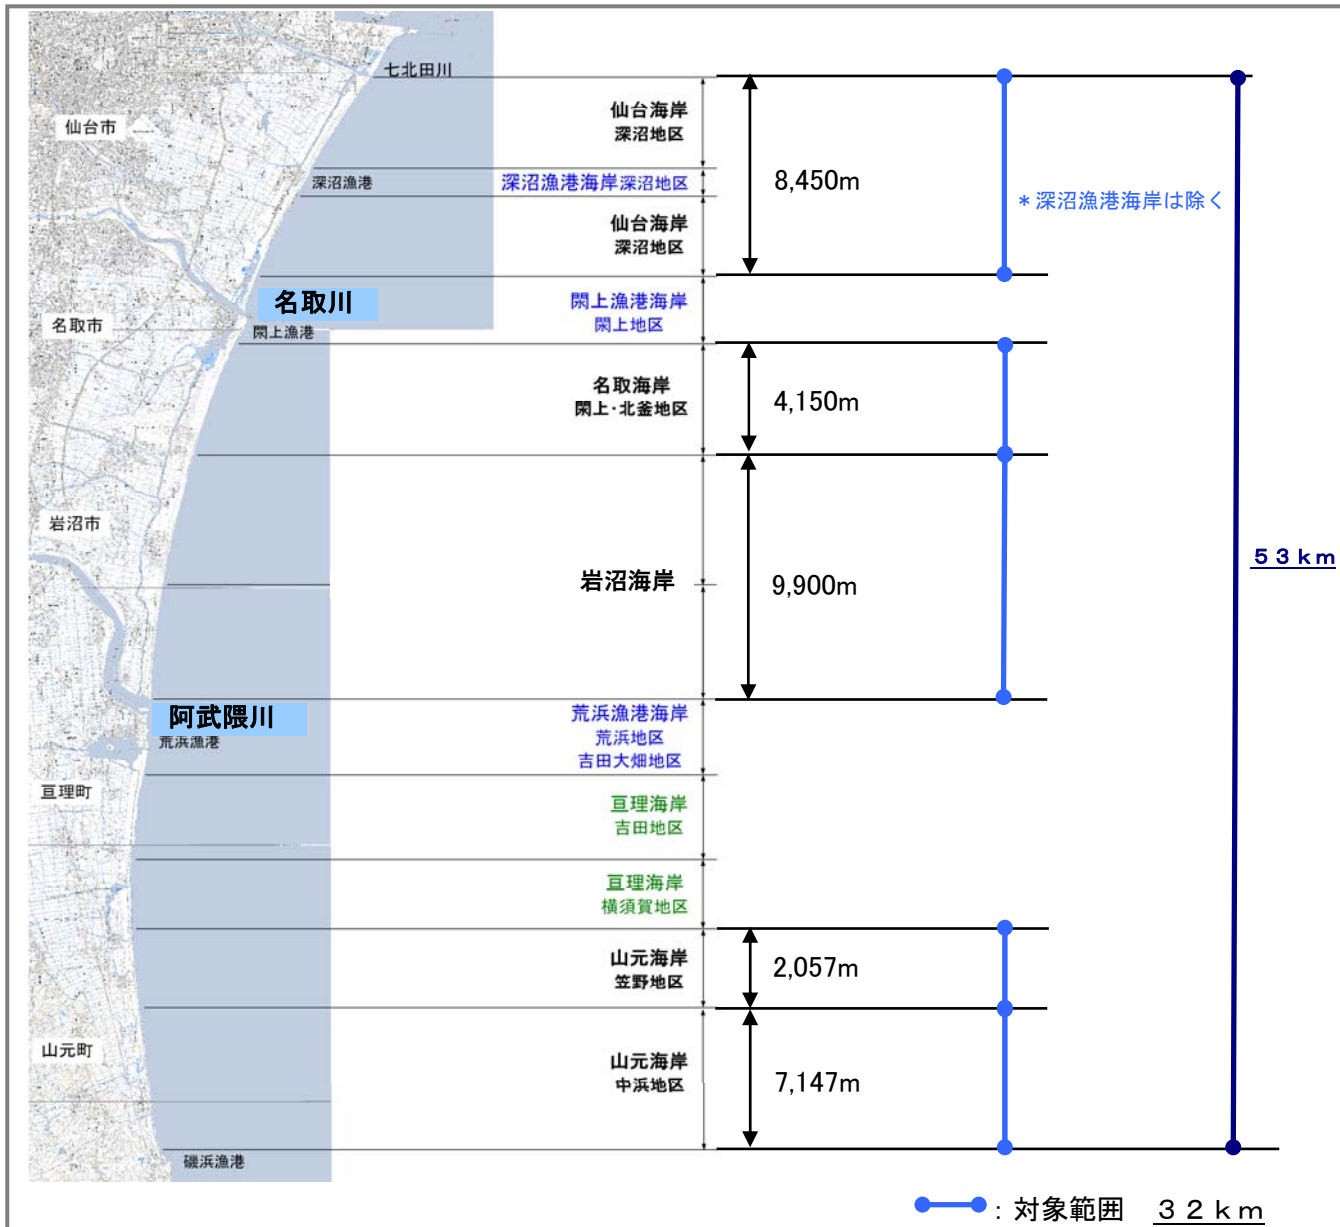 七北田川
仙台海岸
深沼地区
仙台市
8,450m
深沼漁港
深沼漁港海岸深沼地区
＊深沼漁港海岸は除く
仙台海岸
深沼地区
名取川
閖上漁港海岸
閖上地区
名取市
閖上漁港
名取海岸
閖上・北釜地区
4,150m
岩沼市
53km
岩沼海岸
9,900m
阿武隈川
荒浜漁港海岸
荒浜地区
吉田大畑地区
荒浜漁港
亘理町
亘理海岸
吉田地区
亘理海岸
横須賀地区
山元海岸
笠野地区
2,057m
山元町
山元海岸
中浜地区
7,147m
磯浜漁港
：対象範囲 32km